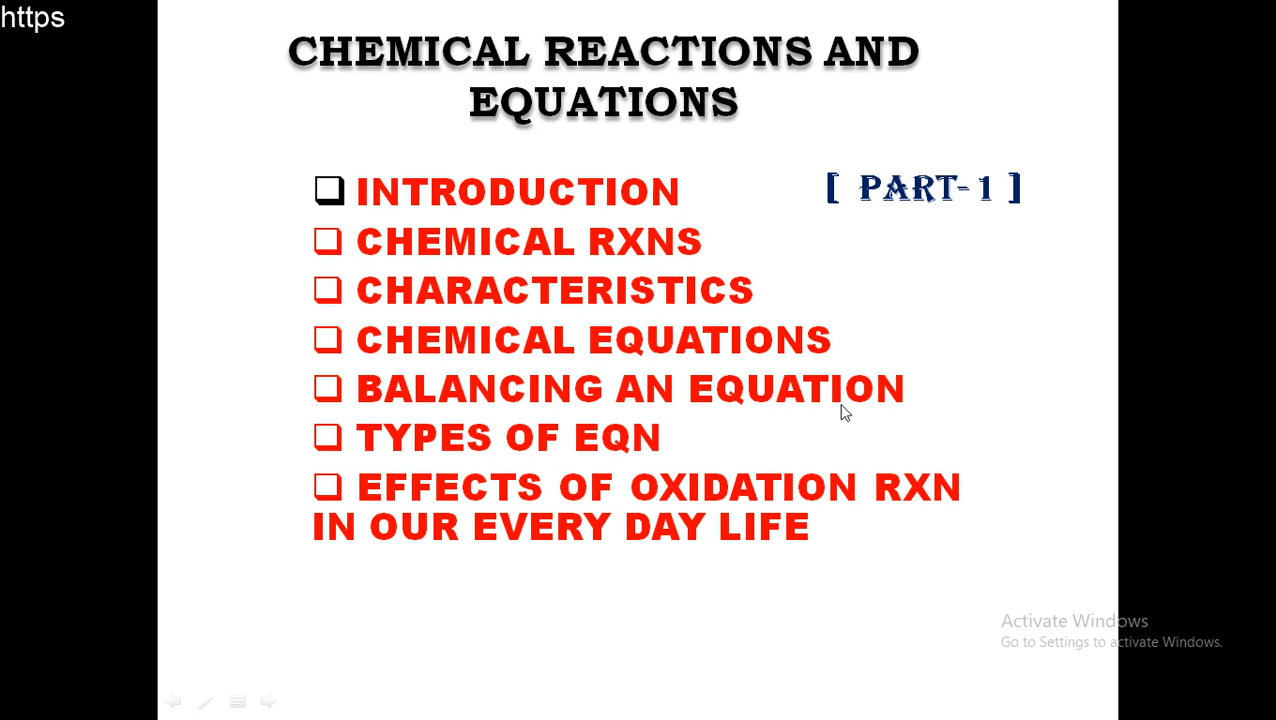 https
CHEMICAL REACTIONS AND
EQUATIONS
INTRODUCTION
[ PART- 1 ]
CHEMICAL RXNS
CHARACTERISTICS
CHEMICAL EQUATIONS
BALANCING AN EQUATION
TYPES OF EQN
EFFECTS OF OXIDATION RXN
IN OUR EVERY DAY LIFE
Activate Windows
Go to Settings to activate Windows.